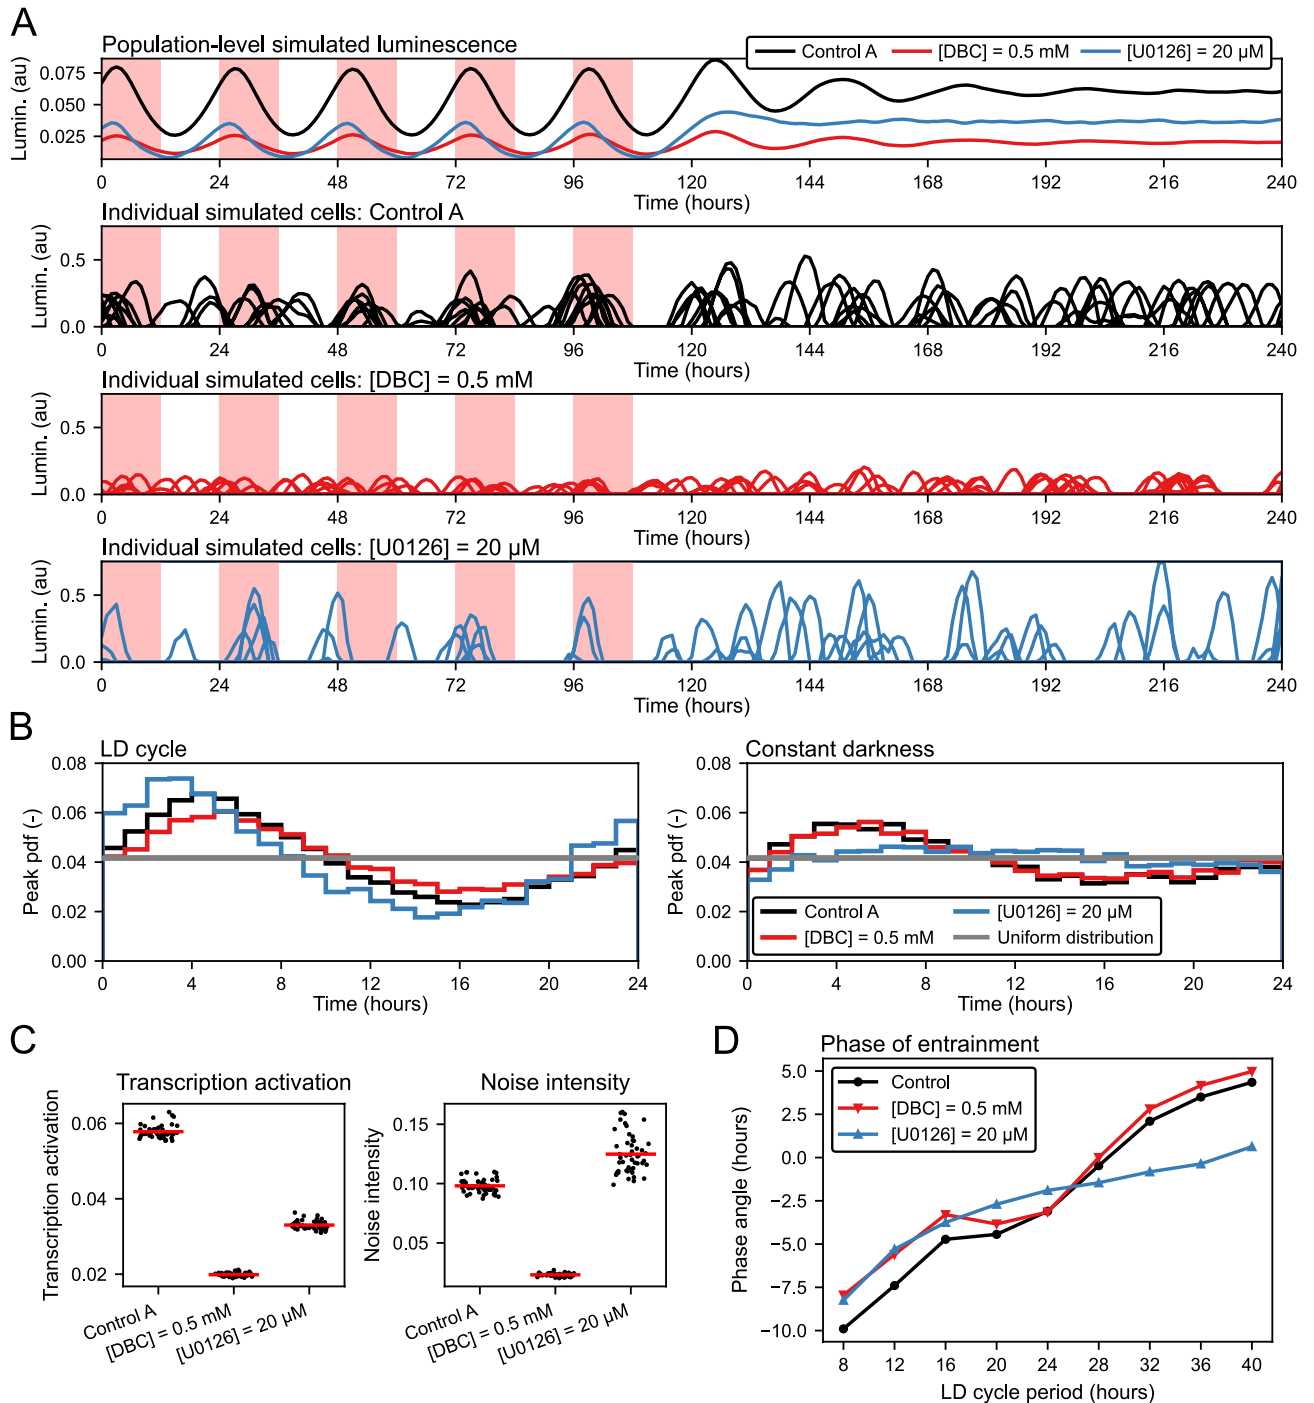 A
Population-level simulated luminescence
Control A [DBC] = 0.5 mM [U0126] = 20 µM
Lumin. (au)
0.075
0.050
0.025
0 24 48 72 96 120 144 168 192 216 240
Time (hours)
Individual simulated cells: Control A
Lumin. (au)
0.5
0.0
0 24 48 72 96 120 144 168 192 216 240
Time (hours)
Individual simulated cells: [DBC] = 0.5 mM
Lumin. (au)
0.5
0.0
0 24 48 72 96 120 144 168 192 216 240
Time (hours)
Individual simulated cells: [U0126] = 20 µM
Lumin. (au)
0.5
0.0
0 24 48 72 96 120 144 168 192 216 240
Time (hours)
B
LD cycle
Peak pdf (-)
0.08
0.06
0.04
0.02
0.00
0 4 8 12 16 20 24
Time (hours)
Constant darkness
Peak pdf (-)
0.08
0.06
0.04
0.02
0.00
Control A
[DBC] = 0.5 mM
[U0126] = 20 µM
Uniform distribution
0 4 8 12 16 20 24
Time (hours)
C
Transcription activation
Transcription activation
0.06
0.04
0.02
Control A
[DBC] = 0.5 mM
[U0126] = 20 µM
Noise intensity
Noise intensity
0.15
0.10
0.05
Control A
[DBC] = 0.5 mM
[U0126] = 20 µM
D
Phase of entrainment
Control
[DBC] = 0.5 mM
[U0126] = 20 µM
Phase angle (hours)
5.0
2.5
0.0
−2.5
−5.0
−7.5
−10.0
8 12 16 20 24 28 32 36 40
LD cycle period (hours)